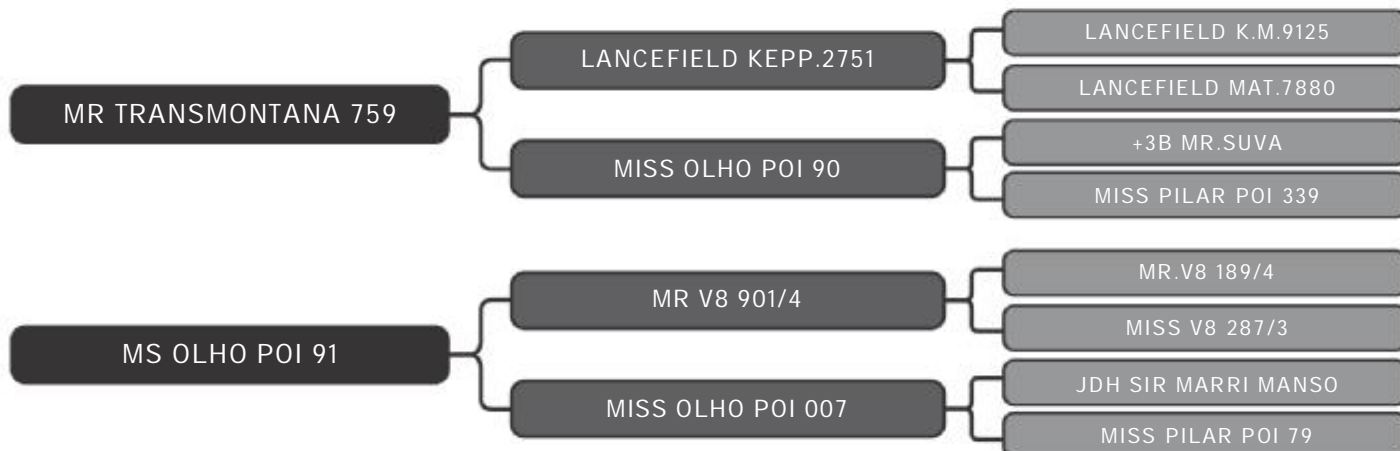 LANCEFIELD K.M.9125
LANCEFIELD KEPP.2751
LANCEFIELD MAT.7880
MR TRANSMONTANA 759
+3B MR.SUVA
MISS OLHO POI 90
MISS PILAR POI 339
MR.V8 189/4
MR V8 901/4
MISS V8 287/3
MS OLHO POI 91
JDH SIR MARRI MANSO
MISS OLHO POI 007
MISS PILAR POI 79